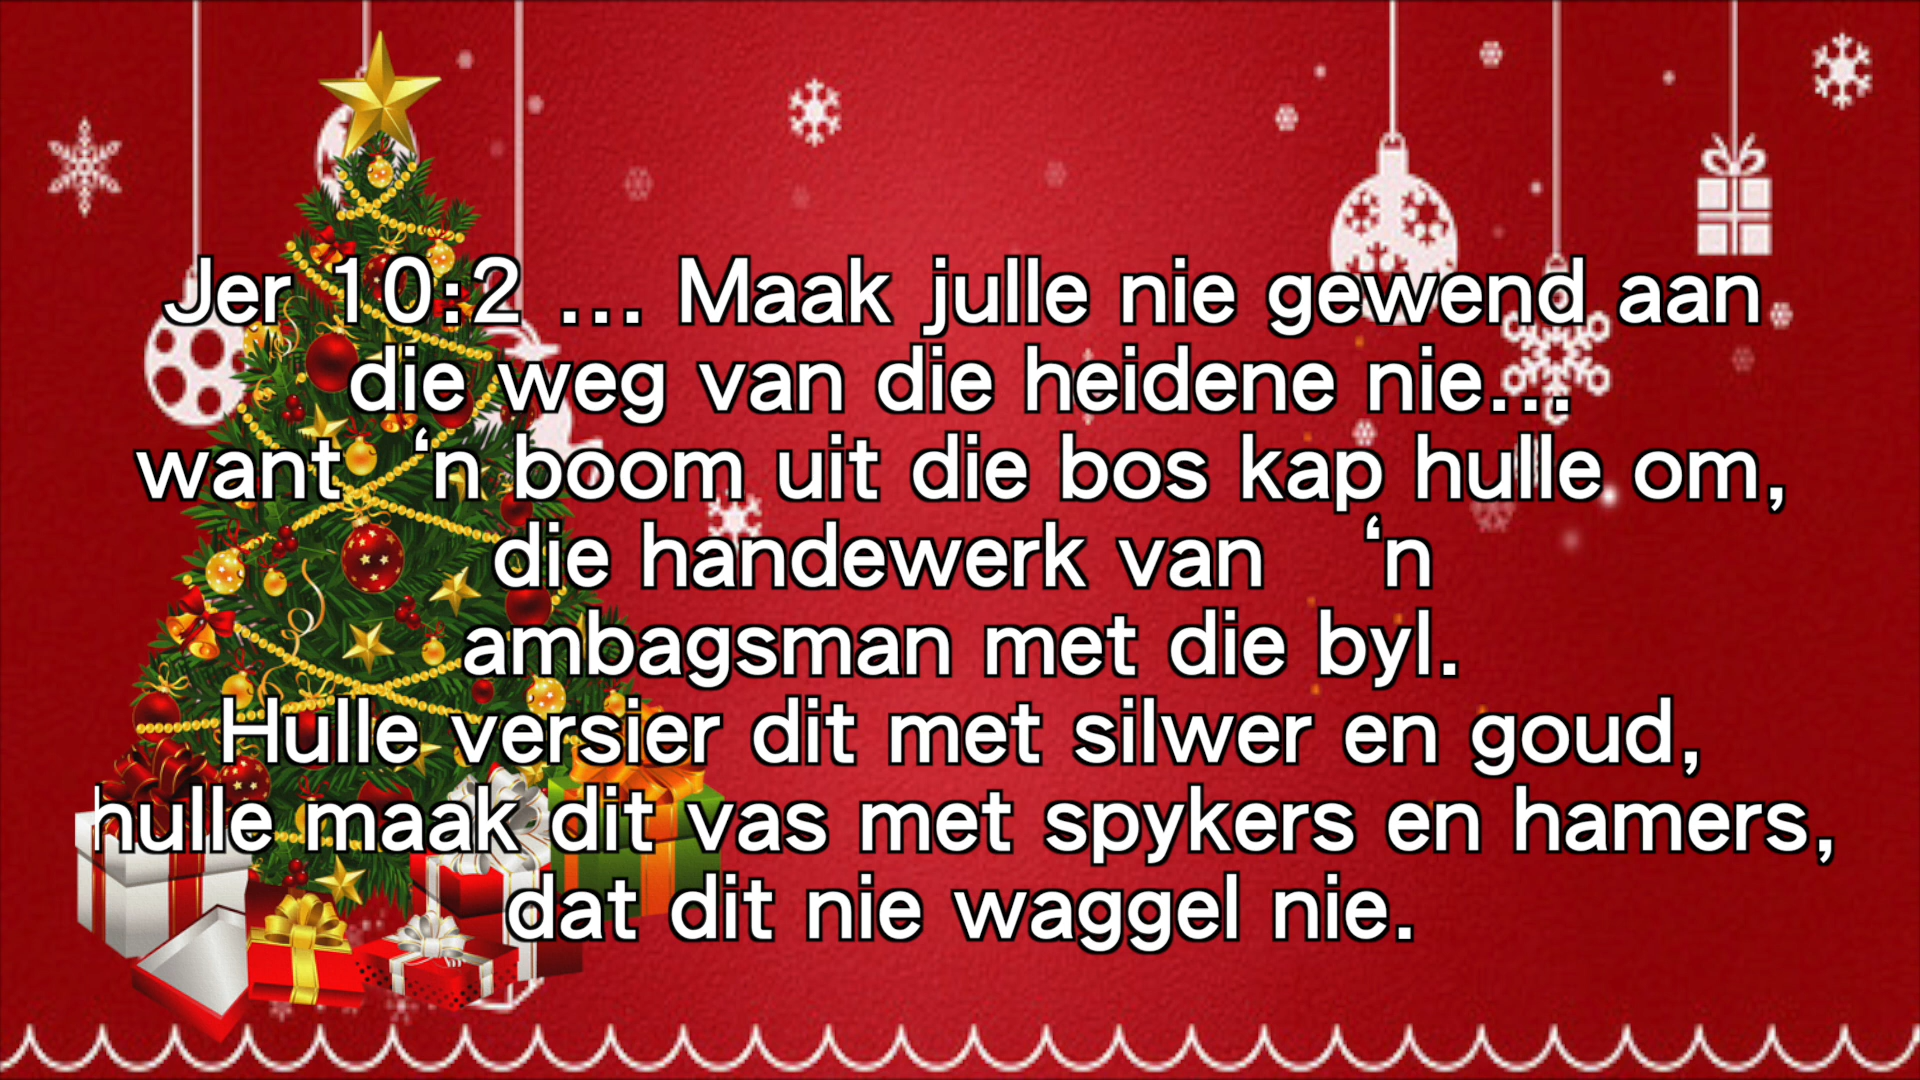 Jer 10:2 ... Maak julle nie gewend aan
die weg van die heidene nie...
want ‘n boom uit die bos kap hulle om,
die handewerk van ‘n
ambagsman met die byl.
Hulle versier dit met silwer en goud,
hulle maak dit vas met spykers en hamers,
dat dit nie waggel nie.